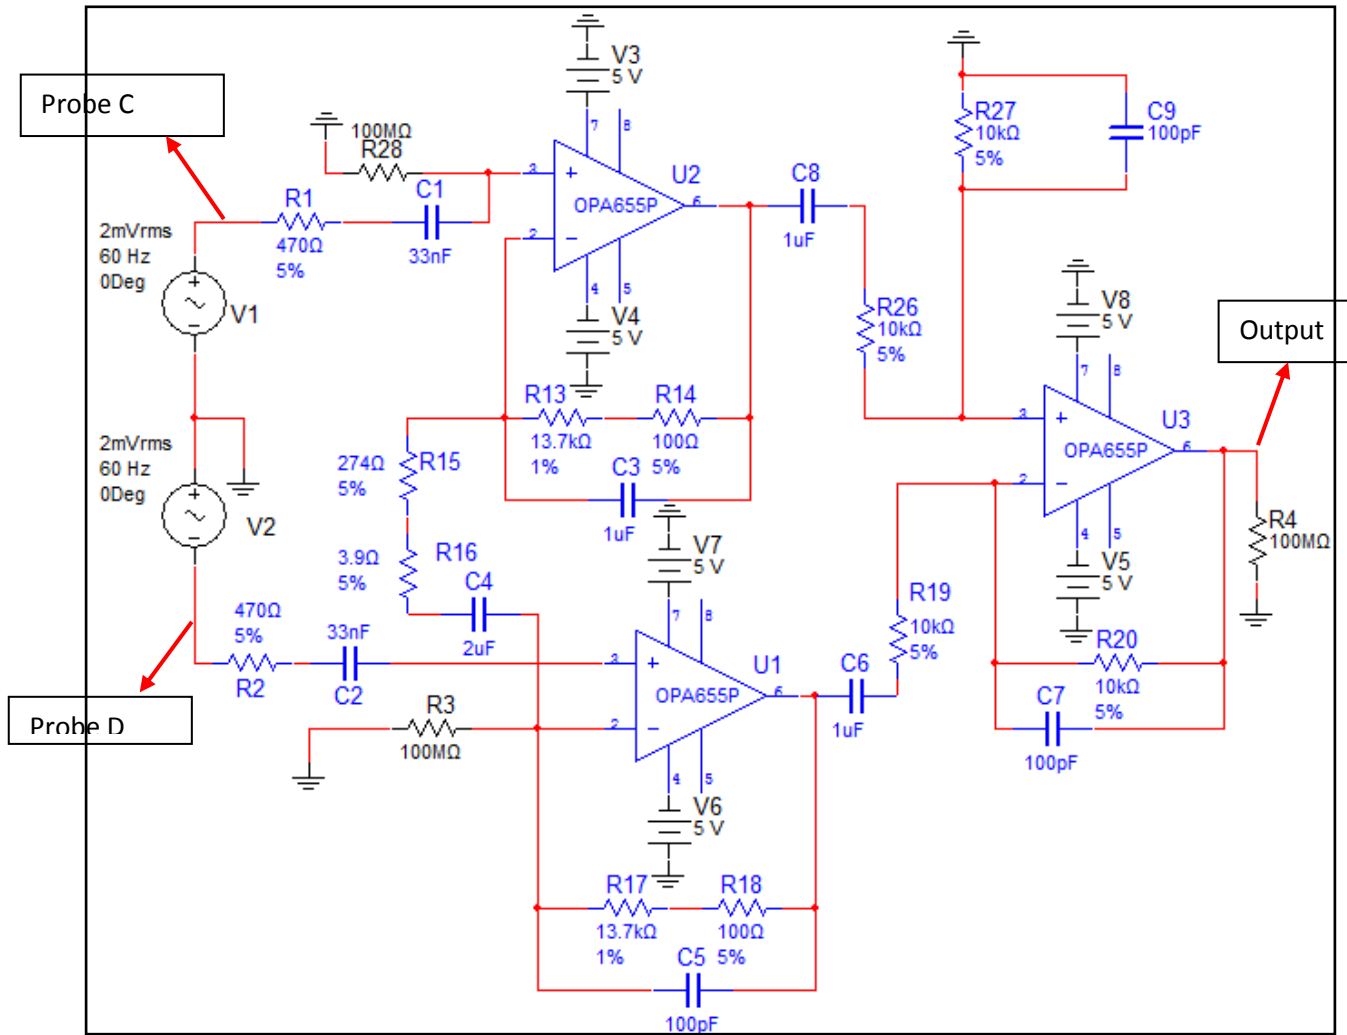 Probe C
2mVrms
60 Hz
0Deg
V1
R1
470Ω
5%
100MΩ
R28
C1
33nF
V3
5 V
7
8
3
+
2
−
OPA655P
U2
6
4
5
V4
5 V
C8
1uF
R27
10kΩ
5%
C9
100pF
R26
10kΩ
5%
R13
13.7kΩ
1%
R14
100Ω
5%
C3
1uF
274Ω
5%
R15
3.9Ω
5%
R16
C4
2uF
2mVrms
60 Hz
0Deg
V2
470Ω
5%
R2
33nF
C2
Probe D
R3
100MΩ
V7
5 V
7
8
3
+
2
−
OPA655P
U1
6
4
5
V6
5 V
C6
1uF
R19
10kΩ
5%
R17
13.7kΩ
1%
R18
100Ω
5%
C5
100pF
V8
5 V
7
8
3
+
2
−
OPA655P
U3
6
4
5
V5
5 V
Output
R4
100MΩ
R20
10kΩ
5%
C7
100pF